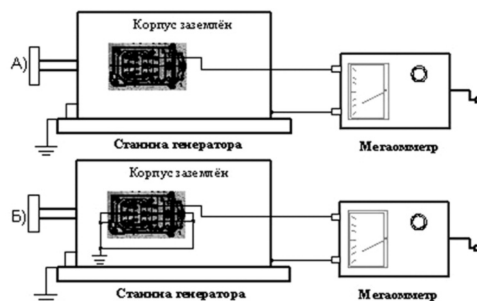 Корпус заземлён
А)
Станина генератора
Мегаомметр
Корпус заземлён
Б)
Станина генератора
Мегаомметр